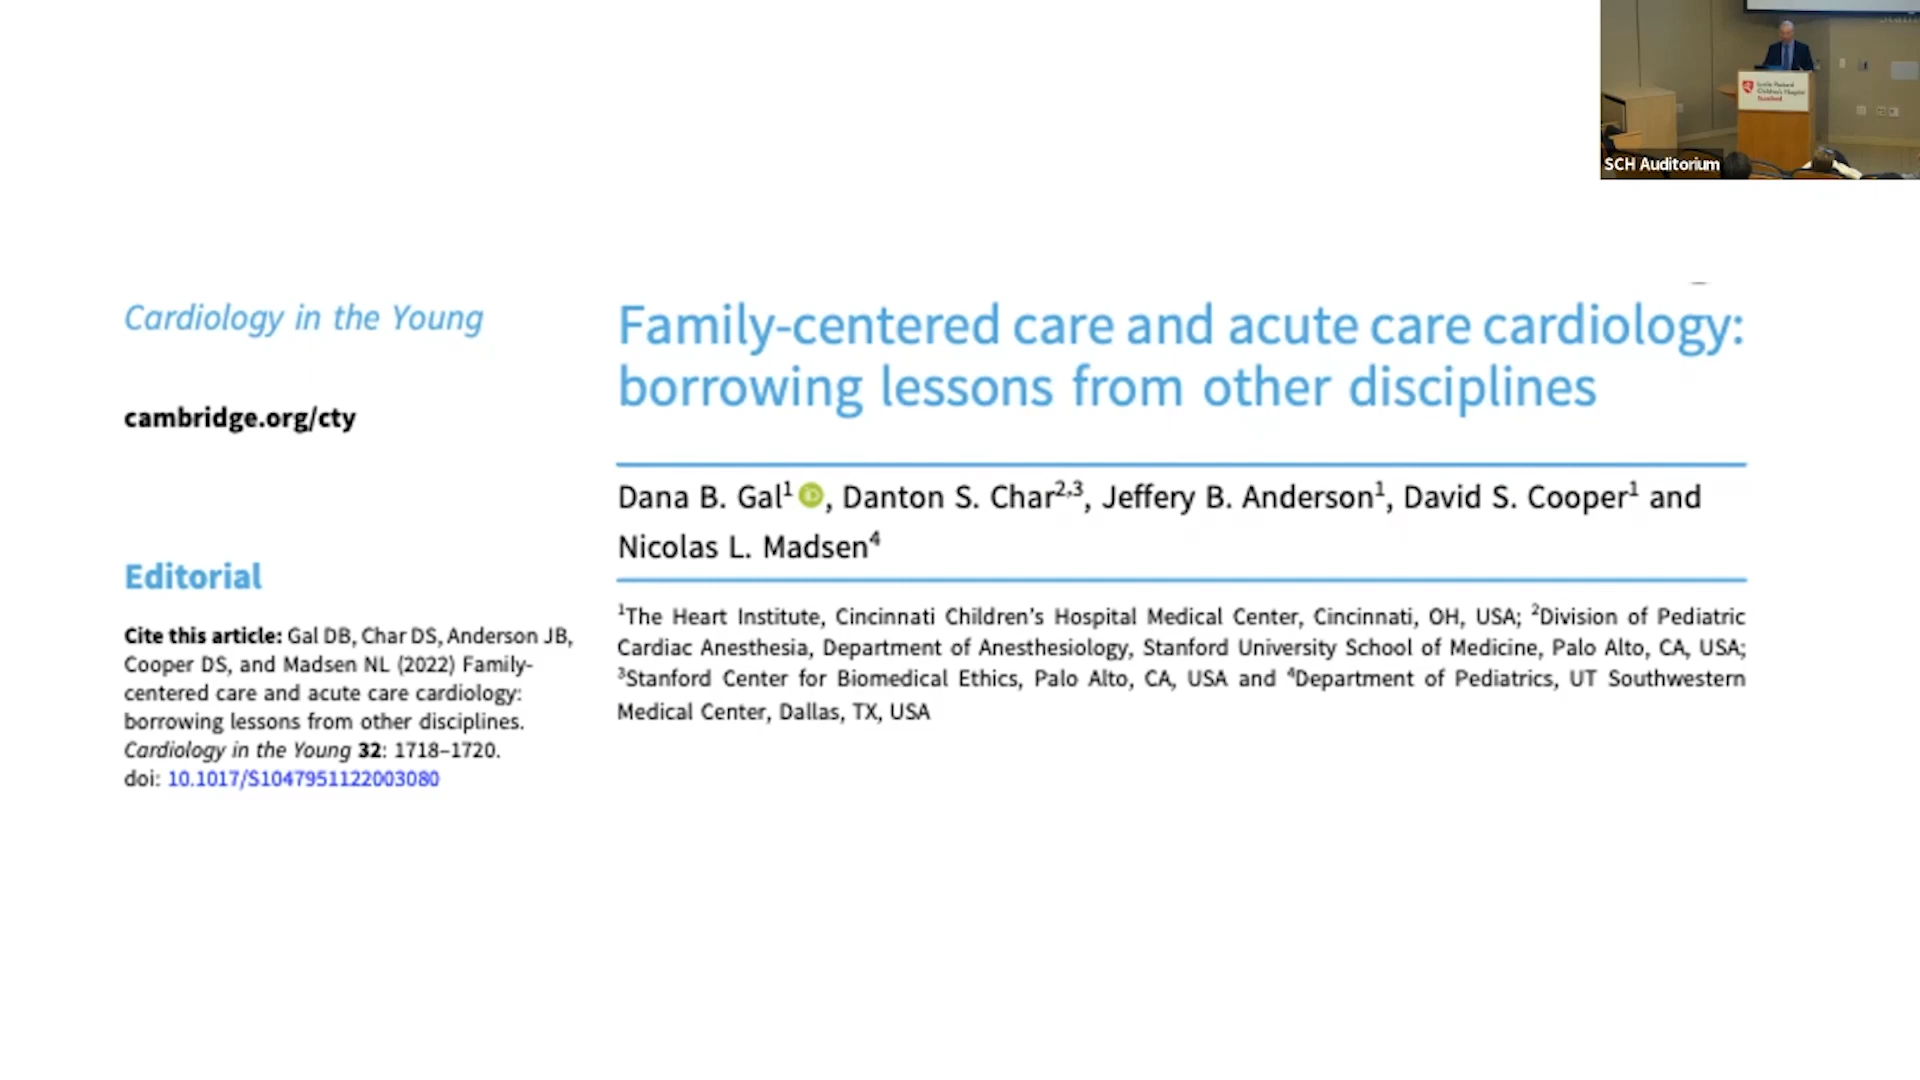 Lucile Packard
Children's Hospital
Stanford
SCH Auditorium
Cardiology in the Young
cambridge.org/cty
Editorial
Cite this article: Gal DB, Char DS, Anderson JB,
Cooper DS, and Madsen NL (2022) Family-
centered care and acute care cardiology:
borrowing lessons from other disciplines.
Cardiology in the Young 32: 1718–1720.
doi: 10.1017/S1047951122003080
Family-centered care and acute care cardiology:
borrowing lessons from other disciplines
Dana B. Gal¹ iD, Danton S. Char²,³, Jeffery B. Anderson¹, David S. Cooper¹ and
Nicolas L. Madsen⁴
¹The Heart Institute, Cincinnati Children's Hospital Medical Center, Cincinnati, OH, USA; ²Division of Pediatric
Cardiac Anesthesia, Department of Anesthesiology, Stanford University School of Medicine, Palo Alto, CA, USA;
³Stanford Center for Biomedical Ethics, Palo Alto, CA, USA and ⁴Department of Pediatrics, UT Southwestern
Medical Center, Dallas, TX, USA